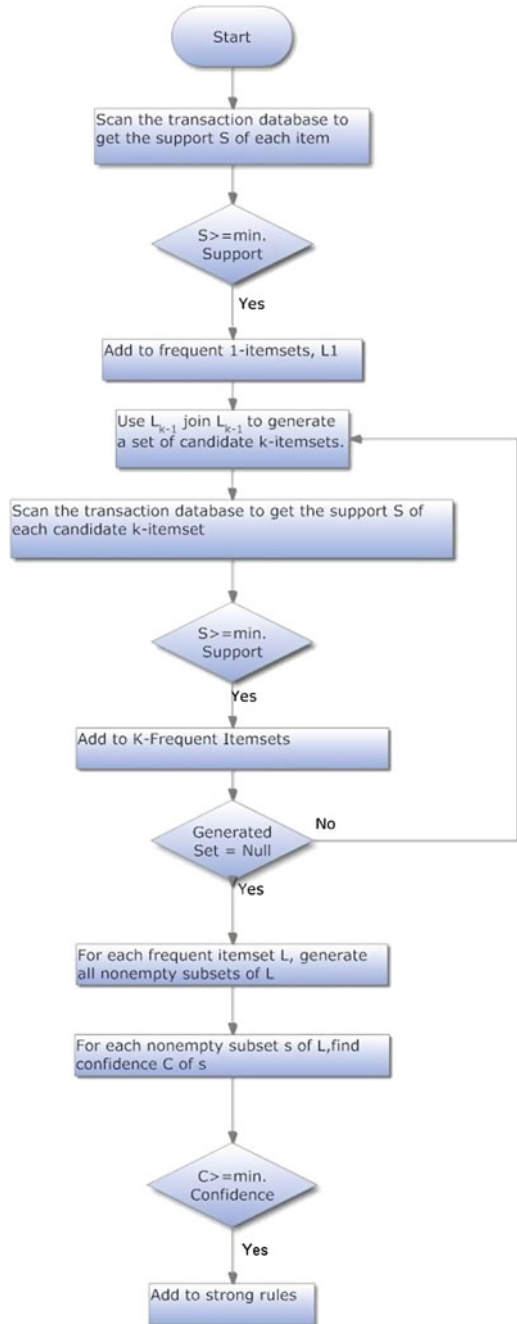 Start
Scan the transaction database to
get the support S of each item
S>=min.
Support
Yes
Add to frequent 1-itemsets, L1
Use Lk-1 join Lk-1 to generate
a set of candidate k-itemsets.
Scan the transaction database to get the support S of
each candidate k-itemset
S>=min.
Support
Yes
Add to K-Frequent Itemsets
Generated
Set = Null
No
Yes
For each frequent itemset L, generate
all nonempty subsets of L
For each nonempty subset s of L,find
confidence C of s
C>=min.
Confidence
Yes
Add to strong rules